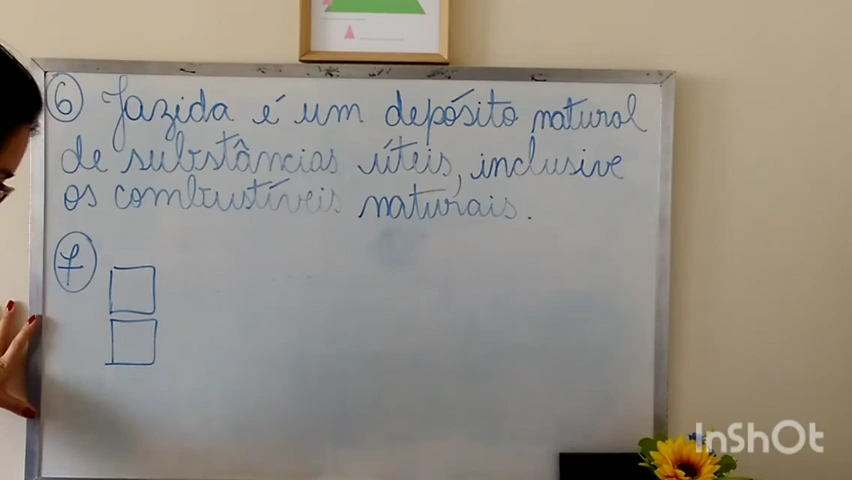 6 Jazida é um depósito natural
de substâncias úteis, inclusive
os combustíveis naturais.
7
InShOt